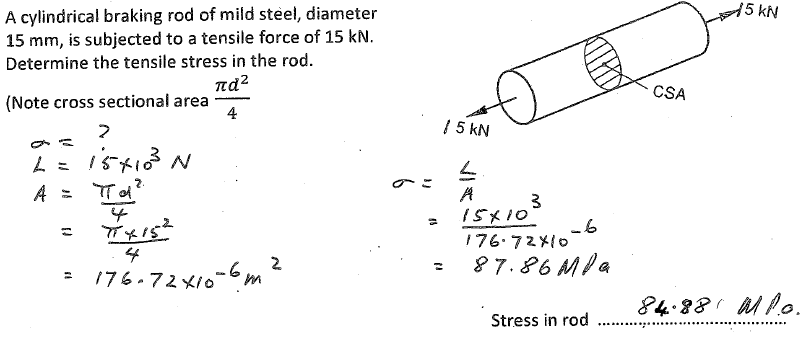 A cylindrical braking rod of mild steel, diameter
15 mm, is subjected to a tensile force of 15 kN.
Determine the tensile stress in the rod.
(Note cross sectional area πd²/4
15 kN
CSA
15 kN
σ = ?
L = 15×10³ N
A = πd²/4
= π×15²/4
= 176.72×10⁻⁶ m²
σ = L/A
= 15×10³/176.72×10⁻⁶
= 87.86 MPa
Stress in rod 84.881 MPa.